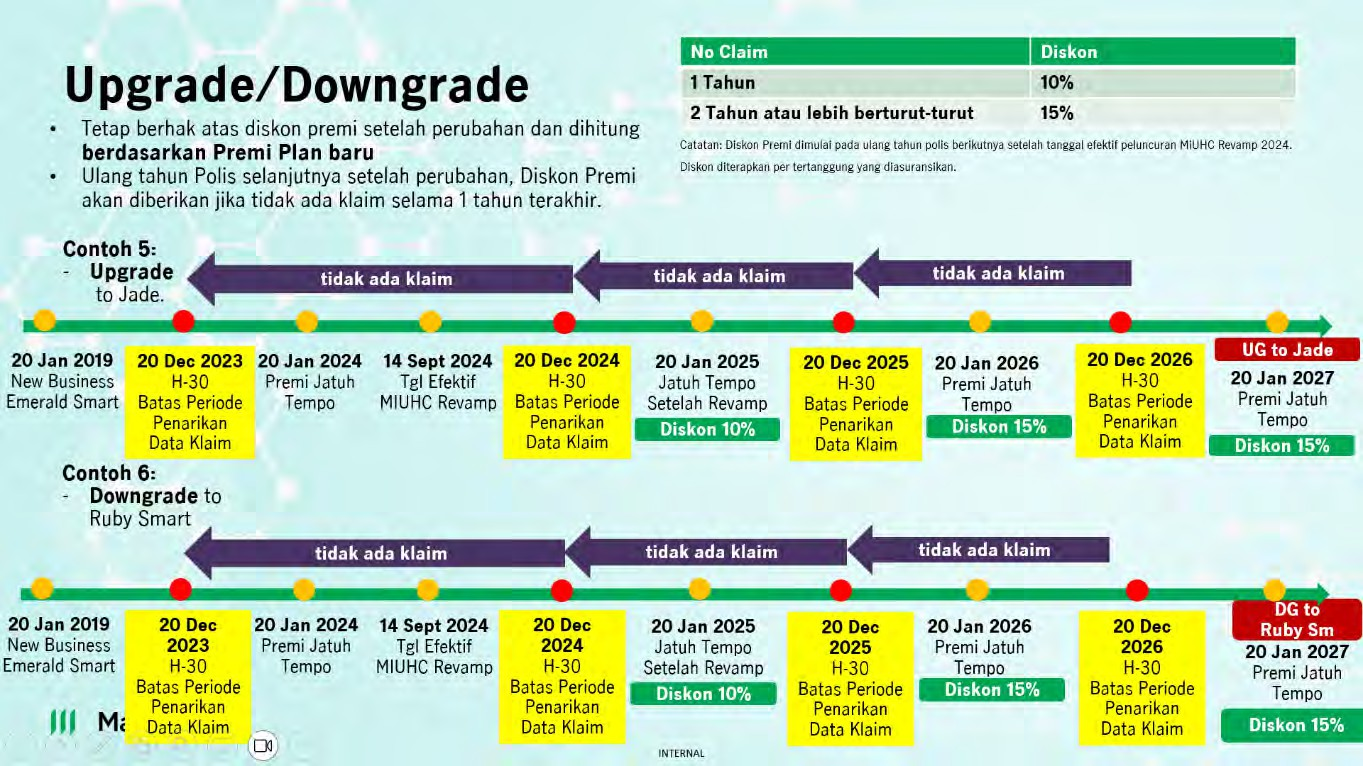 Upgrade/Downgrade
• Tetap berhak atas diskon premi setelah perubahan dan dihitung
berdasarkan Premi Plan baru
• Ulang tahun Polis selanjutnya setelah perubahan, Diskon Premi
akan diberikan jika tidak ada klaim selama 1 tahun terakhir.
No Claim Diskon
1 Tahun 10%
2 Tahun atau lebih berturut-turut 15%
Catatan: Diskon Premi dimulai pada ulang tahun polis berikutnya setelah tanggal efektif peluncuran MiUHC Revamp 2024.
Diskon diterapkan per tertanggung yang diasuransikan.
Contoh 5:
- Upgrade
to Jade.
tidak ada klaim
tidak ada klaim
tidak ada klaim
20 Jan 2019
New Business
Emerald Smart
20 Dec 2023
H-30
Batas Periode
Penarikan
Data Klaim
20 Jan 2024
Premi Jatuh
Tempo
14 Sept 2024
Tgl Efektif
MIUHC Revamp
20 Dec 2024
H-30
Batas Periode
Penarikan
Data Klaim
20 Jan 2025
Jatuh Tempo
Setelah Revamp
Diskon 10%
20 Dec 2025
H-30
Batas Periode
Penarikan
Data Klaim
20 Jan 2026
Premi Jatuh
Tempo
Diskon 15%
20 Dec 2026
H-30
Batas Periode
Penarikan
Data Klaim
UG to Jade
20 Jan 2027
Premi Jatuh
Tempo
Diskon 15%
Contoh 6:
- Downgrade to
Ruby Smart
tidak ada klaim
tidak ada klaim
tidak ada klaim
20 Jan 2019
New Business
Emerald Smart
20 Dec
2023
H-30
Batas Periode
Penarikan
Data Klaim
20 Jan 2024
Premi Jatuh
Tempo
14 Sept 2024
Tgl Efektif
MIUHC Revamp
20 Dec
2024
H-30
Batas Periode
Penarikan
Data Klaim
20 Jan 2025
Jatuh Tempo
Setelah Revamp
Diskon 10%
20 Dec
2025
H-30
Batas Periode
Penarikan
Data Klaim
20 Jan 2026
Premi Jatuh
Tempo
Diskon 15%
20 Dec
2026
H-30
Batas Periode
Penarikan
Data Klaim
DG to
Ruby Sm
20 Jan 2027
Premi Jatuh
Tempo
Diskon 15%
INTERNAL